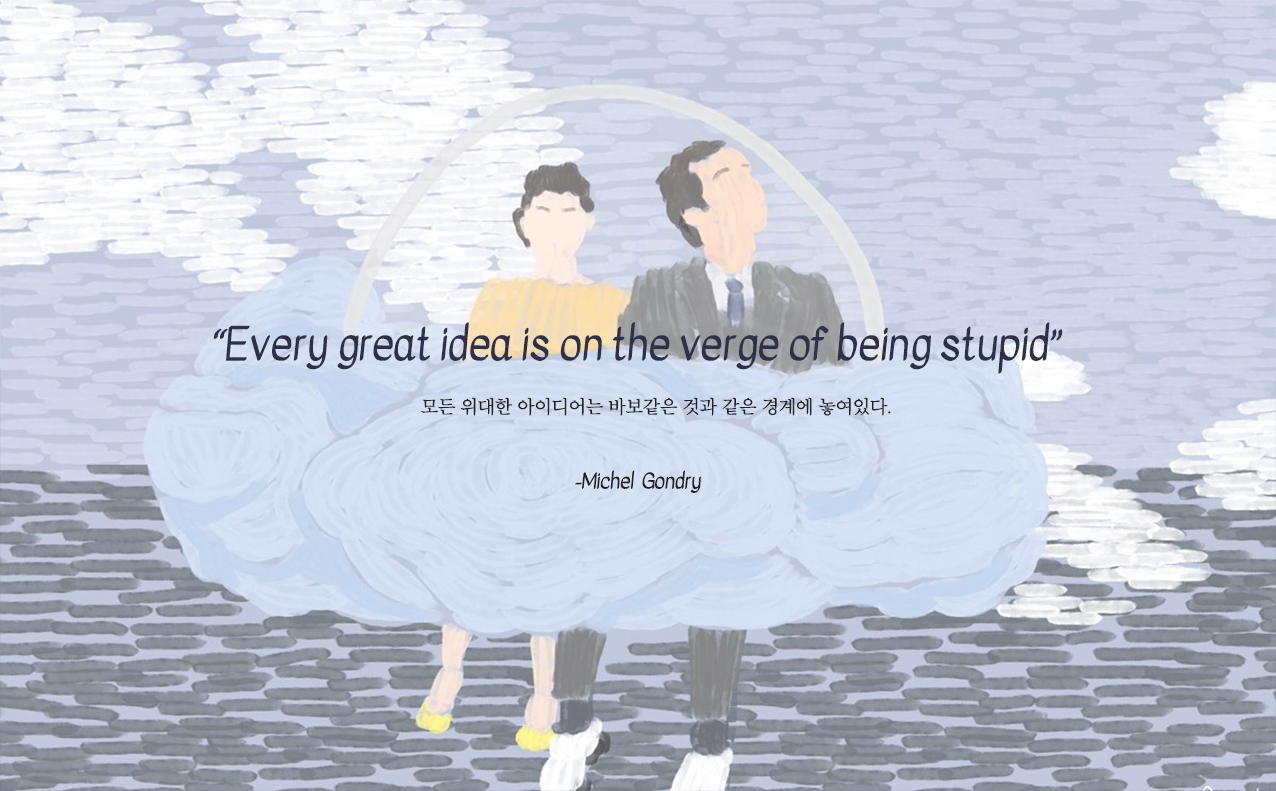 “Every great idea is on the verge of being stupid”
모든 위대한 아이디어는 바보같은 것과 같은 경계에 놓여있다.
-Michel Gondry